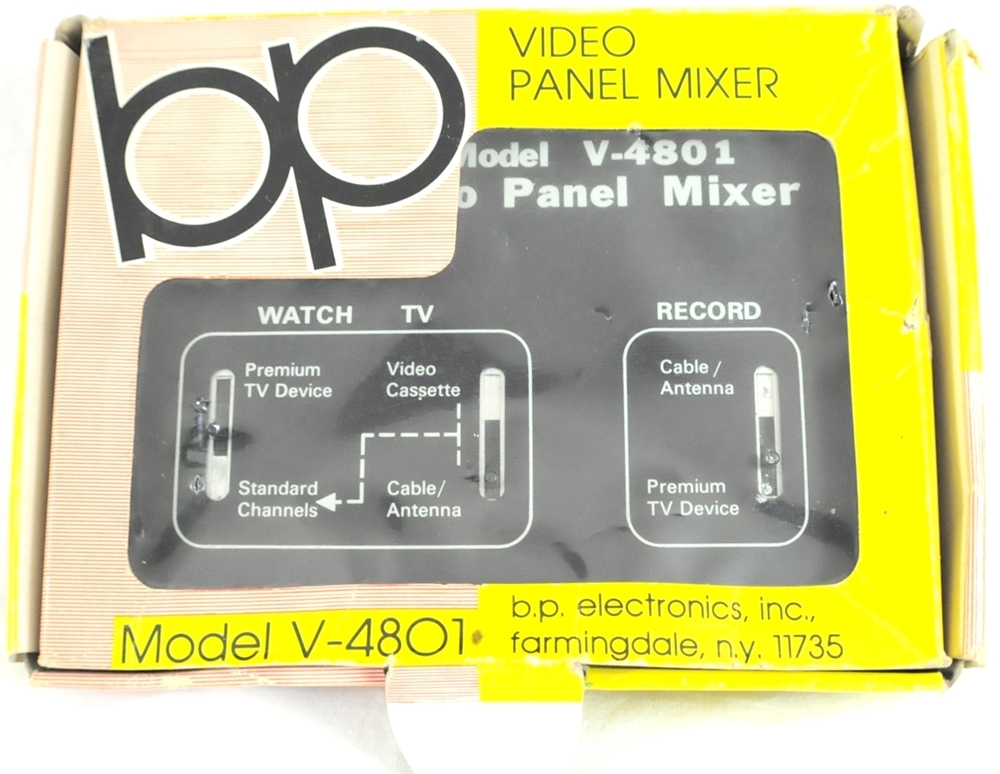 bp
VIDEO
PANEL MIXER
Model V-4801
o Panel Mixer
WATCH TV
RECORD
Premium
TV Device
Video
Cassette
Standard
Channels
Cable/
Antenna
Cable /
Antenna
Premium
TV Device
Model V-4801
b.p. electronics, inc.,
farmingdale, n.y. 11735